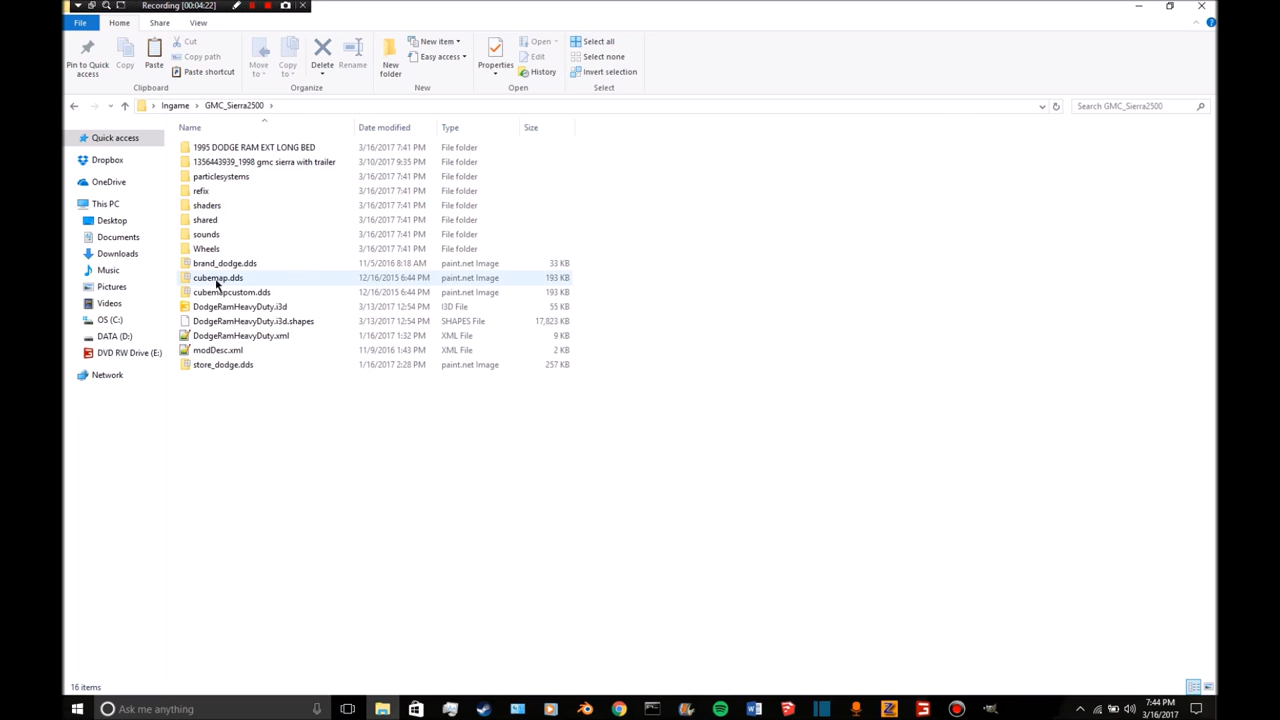 Recording [00:04:22]
File Home Share View
Pin to Quick access
Copy
Paste
Cut
Copy path
Paste shortcut
Clipboard
Move to
Copy to
Delete
Rename
Organize
New folder
New item
Easy access
New
Properties
Open
Edit
History
Open
Select all
Select none
Invert selection
Select
Ingame GMC_Sierra2500
Search GMC_Sierra2500
Quick access
Dropbox
OneDrive
This PC
Desktop
Documents
Downloads
Music
Pictures
Videos
OS (C:)
DATA (D:)
DVD RW Drive (E:)
Network
Name Date modified Type Size
1995 DODGE RAM EXT LONG BED 3/16/2017 7:41 PM File folder
1356443939_1998 gmc sierra with trailer 3/10/2017 9:35 PM File folder
particlesystems 3/16/2017 7:41 PM File folder
refix 3/16/2017 7:41 PM File folder
shaders 3/16/2017 7:41 PM File folder
shared 3/16/2017 7:41 PM File folder
sounds 3/16/2017 7:41 PM File folder
Wheels 3/16/2017 7:41 PM File folder
brand_dodge.dds 11/5/2016 8:18 AM paint.net Image 33 KB
cubemap.dds 12/16/2015 6:44 PM paint.net Image 193 KB
cubemapcustom.dds 12/16/2015 6:44 PM paint.net Image 193 KB
DodgeRamHeavyDuty.i3d 3/13/2017 12:54 PM I3D File 55 KB
DodgeRamHeavyDuty.i3d.shapes 3/13/2017 12:54 PM SHAPES File 17,823 KB
DodgeRamHeavyDuty.xml 1/16/2017 1:32 PM XML File 9 KB
modDesc.xml 11/9/2016 1:43 PM XML File 2 KB
store_dodge.dds 1/16/2017 2:28 PM paint.net Image 257 KB
16 items
Ask me anything
7:44 PM
3/16/2017